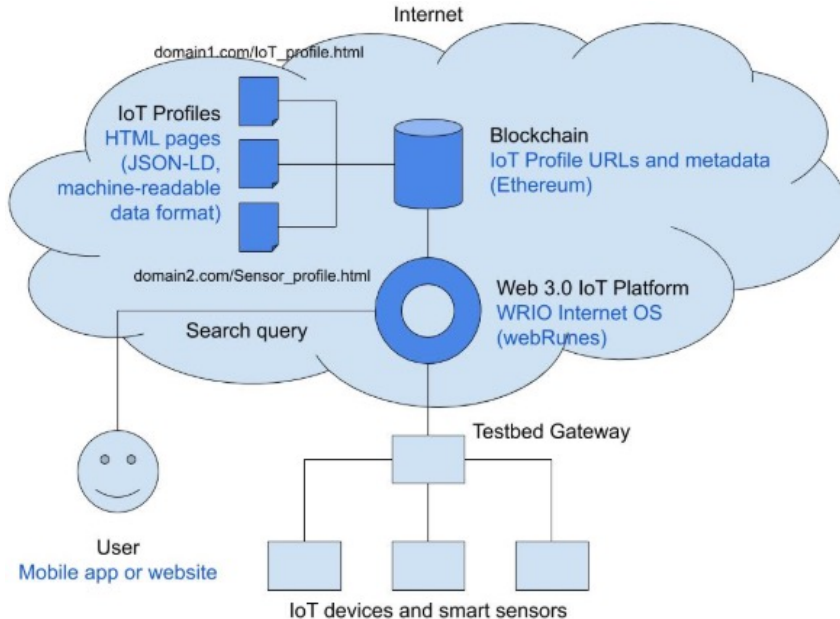 Internet
domain1.com/IoT_profile.html
IoT Profiles
HTML pages
(JSON-LD,
machine-readable
data format)
Blockchain
IoT Profile URLs and metadata
(Ethereum)
domain2.com/Sensor_profile.html
Web 3.0 IoT Platform
WRIO Internet OS
(webRunes)
Search query
Testbed Gateway
User
Mobile app or website
IoT devices and smart sensors